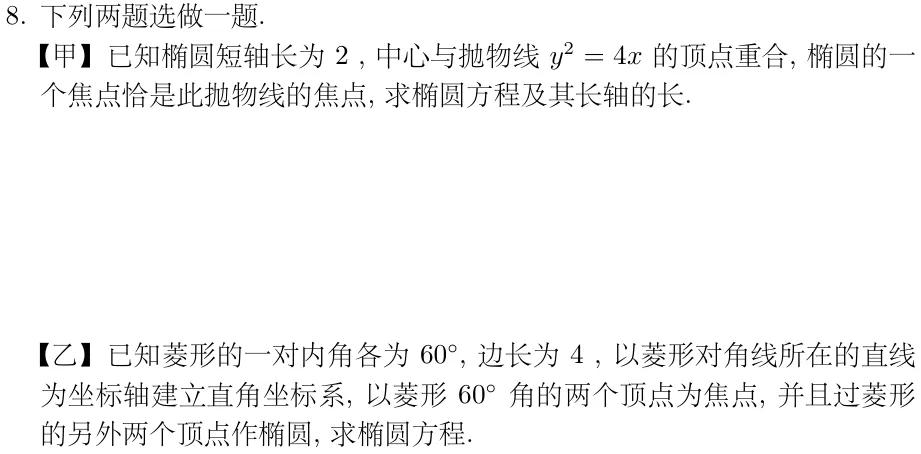 8. 下列两题选做一题.
【甲】已知椭圆短轴长为 2 , 中心与抛物线 y² = 4x 的顶点重合, 椭圆的一
个焦点恰是此抛物线的焦点, 求椭圆方程及其长轴的长.
【乙】已知菱形的一对内角各为 60°, 边长为 4 , 以菱形对角线所在的直线
为坐标轴建立直角坐标系, 以菱形 60° 角的两个顶点为焦点, 并且过菱形
的另外两个顶点作椭圆, 求椭圆方程.